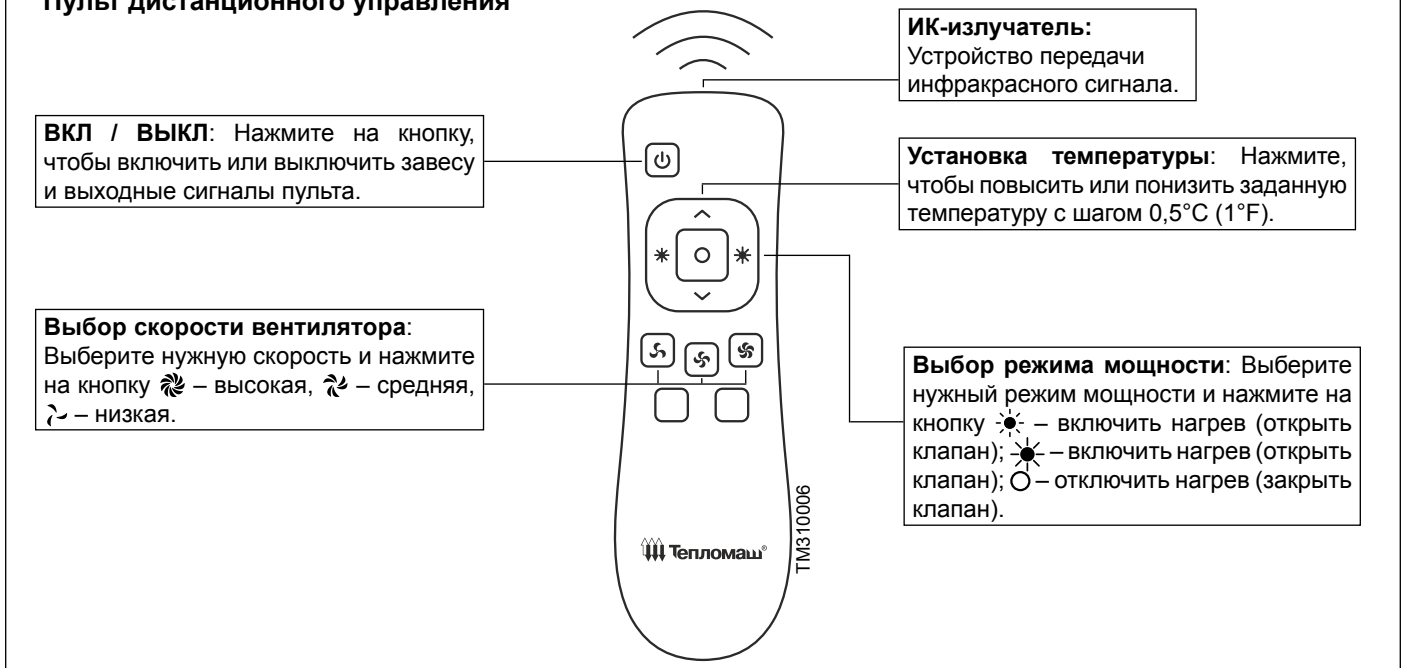 Пульт дистанционного управления
ИК-излучатель:
Устройство передачи
инфракрасного сигнала.
ВКЛ / ВЫКЛ: Нажмите на кнопку,
чтобы включить или выключить завесу
и выходные сигналы пульта.
Установка температуры: Нажмите,
чтобы повысить или понизить заданную
температуру с шагом 0,5°С (1°F).
Выбор скорости вентилятора:
Выберите нужную скорость и нажмите
на кнопку – высокая, – средняя,
– низкая.
Выбор режима мощности: Выберите
нужный режим мощности и нажмите на
кнопку – включить нагрев (открыть
клапан); – включить нагрев (открыть
клапан); – отключить нагрев (закрыть
клапан).
Тепломаш®
TM310006